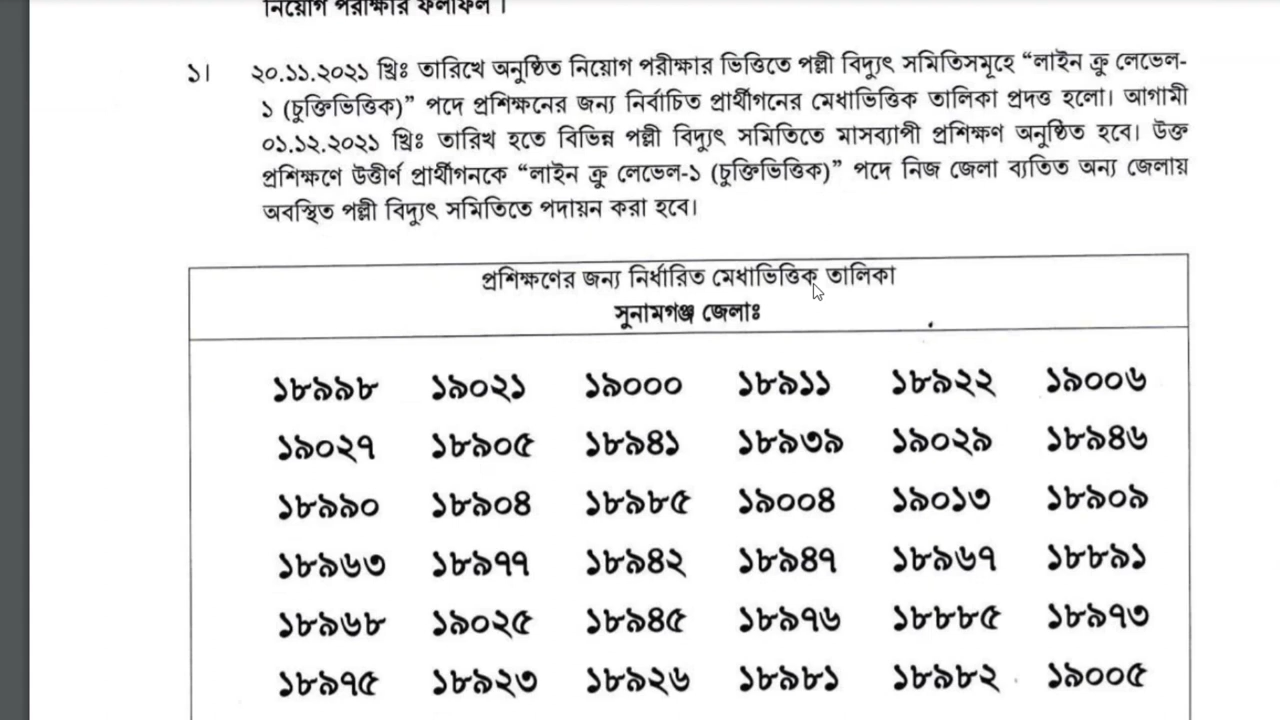 নিয়োগ পরীক্ষার ফলাফল ।
১। ২০.১১.২০২১ খ্রিঃ তারিখে অনুষ্ঠিত নিয়োগ পরীক্ষার ভিত্তিতে পল্লী বিদ্যুৎ সমিতিসমূহে “লাইন ক্রু লেভেল-
১ (চুক্তিভিত্তিক)” পদে প্রশিক্ষনের জন্য নির্বাচিত প্রার্থীগনের মেধাভিত্তিক তালিকা প্রদত্ত হলো। আগামী
০১.১২.২০২১ খ্রিঃ তারিখ হতে বিভিন্ন পল্লী বিদ্যুৎ সমিতিতে মাসব্যাপী প্রশিক্ষণ অনুষ্ঠিত হবে। উক্ত
প্রশিক্ষণে উত্তীর্ণ প্রার্থীগনকে “লাইন ক্রু লেভেল-১ (চুক্তিভিত্তিক)” পদে নিজ জেলা ব্যতিত অন্য জেলায়
অবস্থিত পল্লী বিদ্যুৎ সমিতিতে পদায়ন করা হবে।
প্রশিক্ষণের জন্য নির্ধারিত মেধাভিত্তিক তালিকা
সুনামগঞ্জ জেলাঃ
১৮৯৯৮ ১৯০২১ ১৯০০০ ১৮৯১১ ১৮৯২২ ১৯০০৬
১৯০২৭ ১৮৯০৫ ১৮৯৪১ ১৮৯৩৯ ১৯০২৯ ১৮৯৪৬
১৮৯৯০ ১৮৯০৪ ১৮৯৮৫ ১৯০০৪ ১৯০১৩ ১৮৯০৯
১৮৯৬৩ ১৮৯৭৭ ১৮৯৪২ ১৮৯৪৭ ১৮৯৬৭ ১৮৮৯১
১৮৯৬৮ ১৯০২৫ ১৮৯৪৫ ১৮৯৭৬ ১৮৮৮৫ ১৮৯৭৩
১৮৯৭৫ ১৮৯২৩ ১৮৯২৬ ১৮৯৮১ ১৮৯৮২ ১৯০০৫